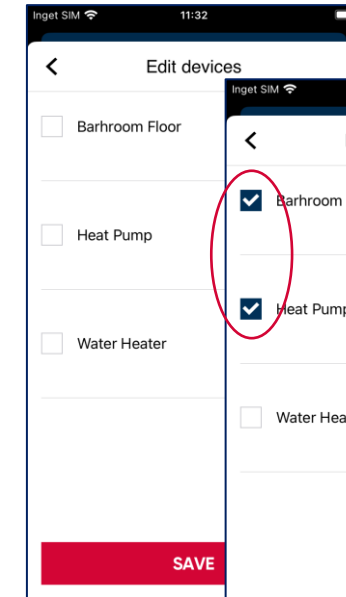 Inget SIM 11:32
Edit devices
Barhroom Floor
Heat Pump
Water Heater
SAVE
Inget SIM
Barhroom
Heat Pump
Water Hea